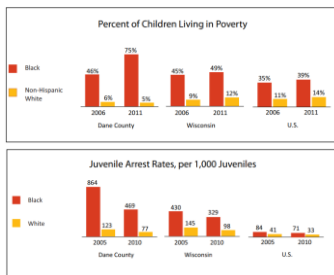 Percent of Children Living in Poverty
Black
Non-Hispanic
White
46% 6% 75% 5% 45% 9% 49% 12% 35% 11% 39% 14%
2006 2011 2006 2011 2006 2011
Dane County Wisconsin U.S.
Juvenile Arrest Rates, per 1,000 Juveniles
Black
White
864 123 469 77 430 145 329 98 84 41 71 33
2005 2010 2005 2010 2005 2010
Dane County Wisconsin U.S.